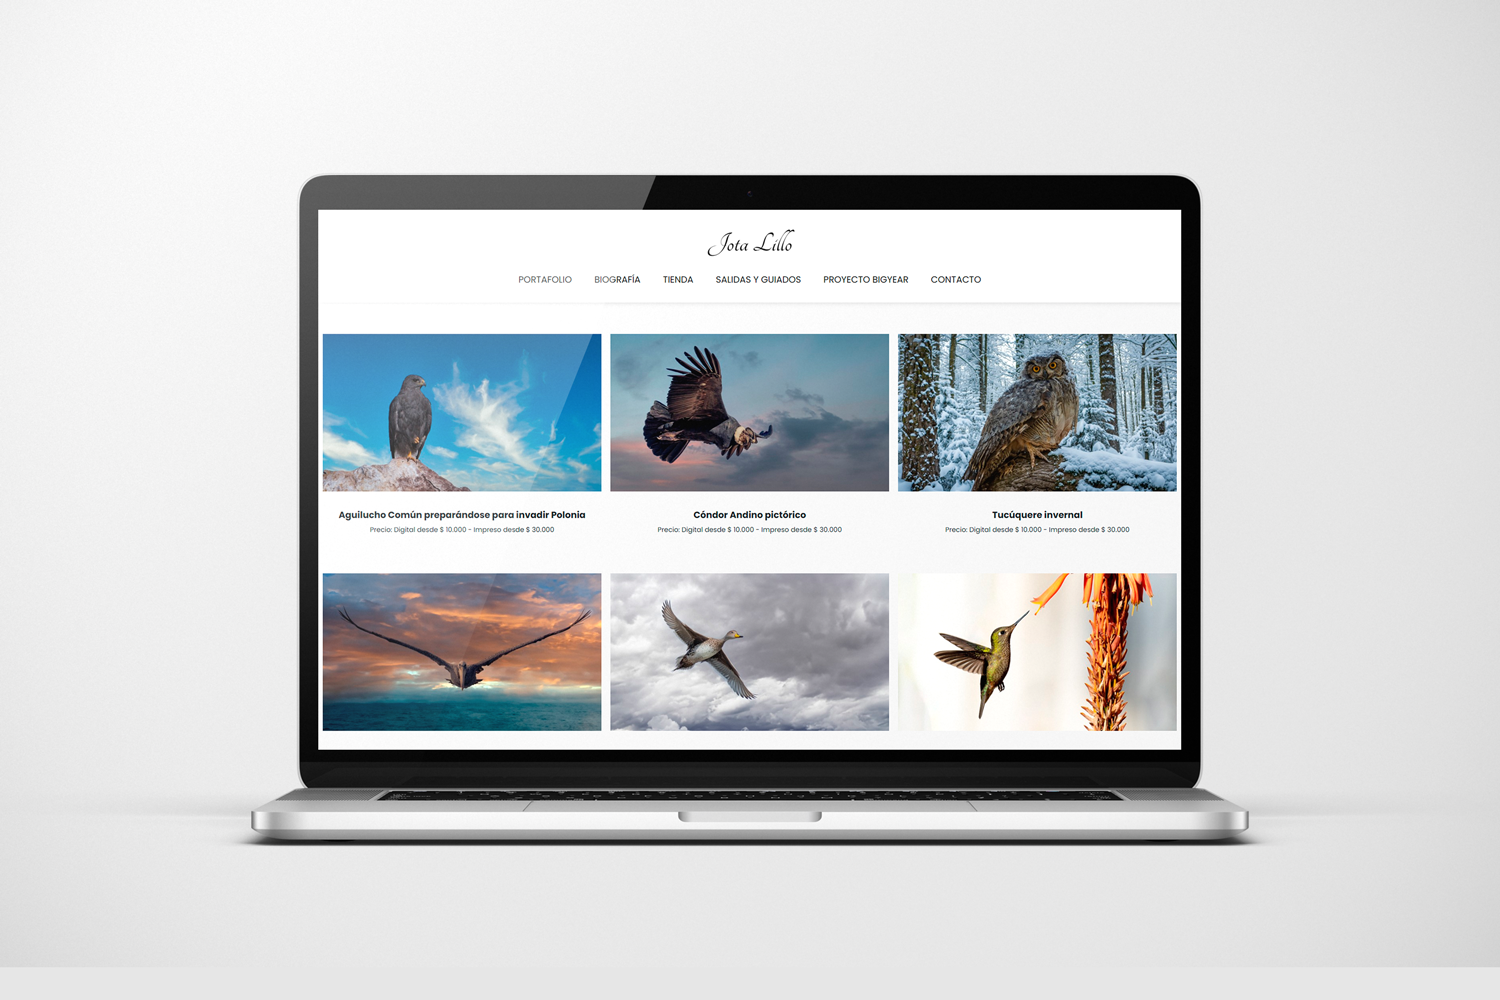 Jota Lillo
PORTAFOLIO BIOGRAFÍA TIENDA SALIDAS Y GUIADOS PROYECTO BIGYEAR CONTACTO
Aguilucho Común preparándose para invadir Polonia
Precio: Digital desde $ 10.000 - Impreso desde $ 30.000
Cóndor Andino pictórico
Precio: Digital desde $ 10.000 - Impreso desde $ 30.000
Tucúquere invernal
Precio: Digital desde $ 10.000 - Impreso desde $ 30.000